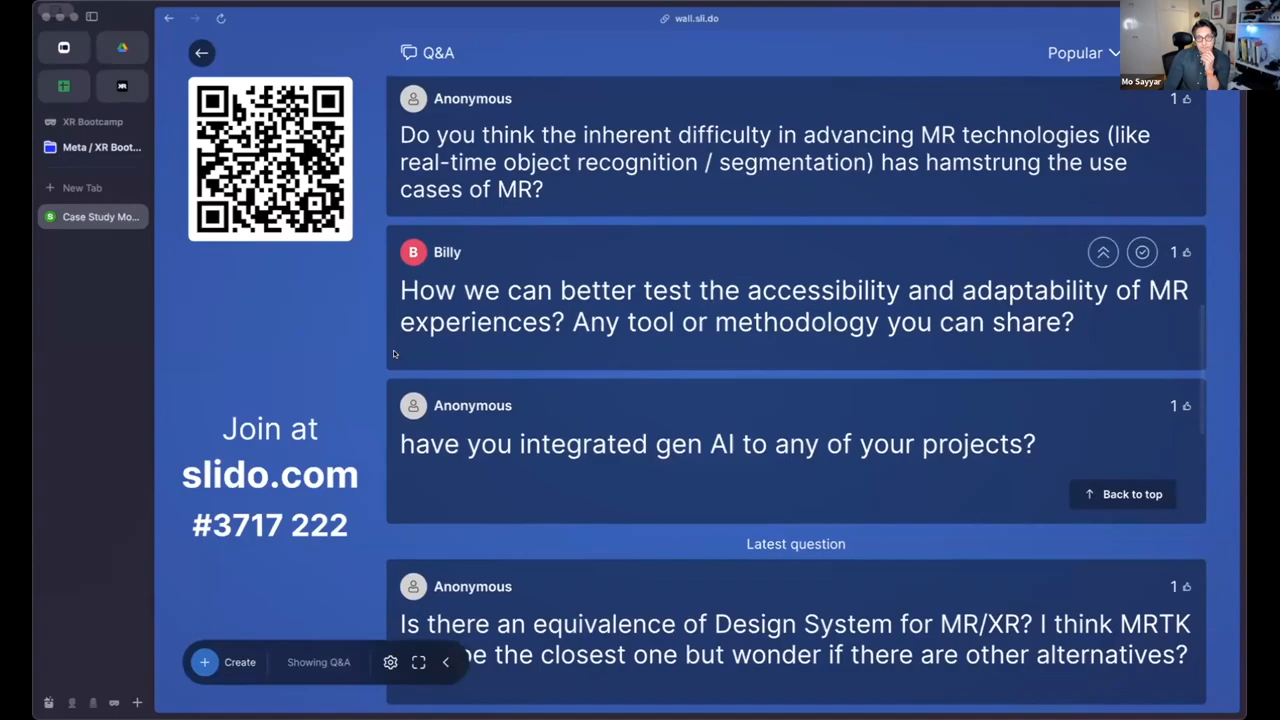 wall.sli.do
XR Bootcamp
Meta / XR Boot...
New Tab
S
Case Study Mo...
Q&A
Popular
Mo Sayyar
Join at
slido.com
#3717 222
Anonymous
1
Do you think the inherent difficulty in advancing MR technologies (like
real-time object recognition / segmentation) has hamstrung the use
cases of MR?
B
Billy
1
How we can better test the accessibility and adaptability of MR
experiences? Any tool or methodology you can share?
Anonymous
1
have you integrated gen AI to any of your projects?
Back to top
Latest question
Anonymous
1
Is there an equivalence of Design System for MR/XR? I think MRTK
the closest one but wonder if there are other alternatives?
Create
Showing Q&A